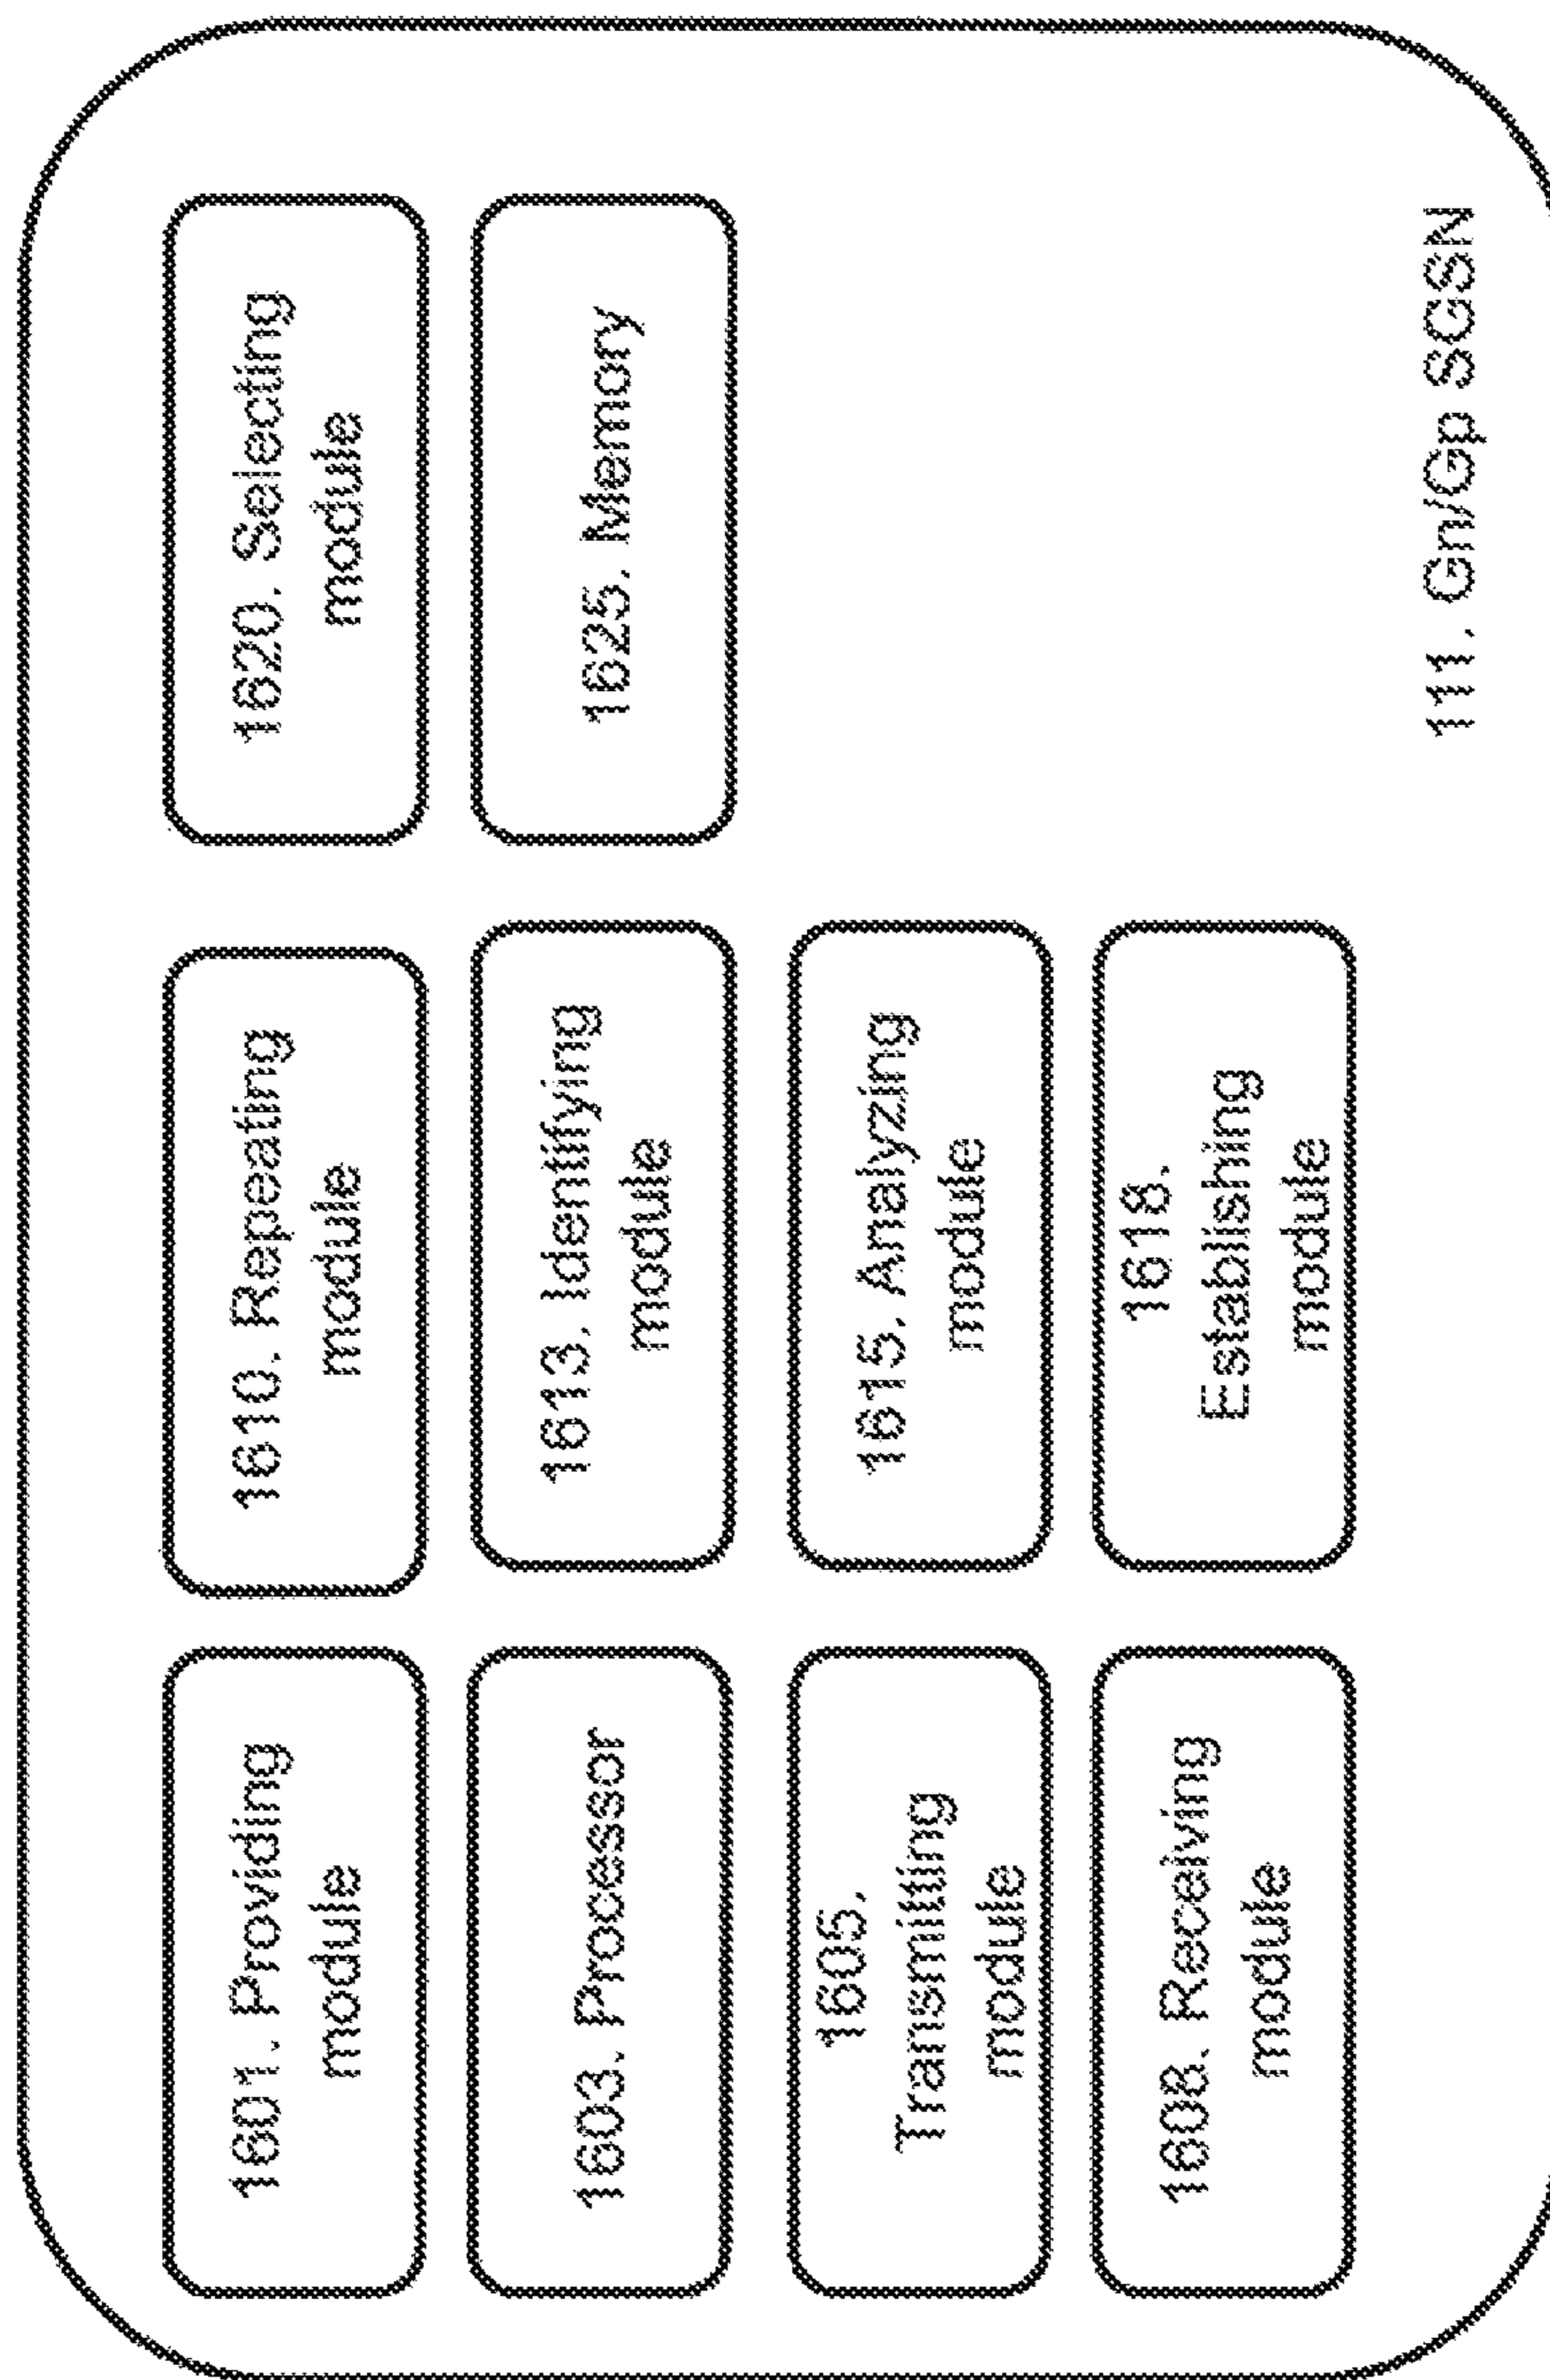 1601. Providing
module
1603. Processor
1605.
Transmitting
module
1608. Receiving
module
1610. Repeating
module
1613. Identifying
module
1615. Analyzing
module
1618.
Establishing
module
1620. Selecting
module
1625. Memory
111. Gn/Gp SGSN